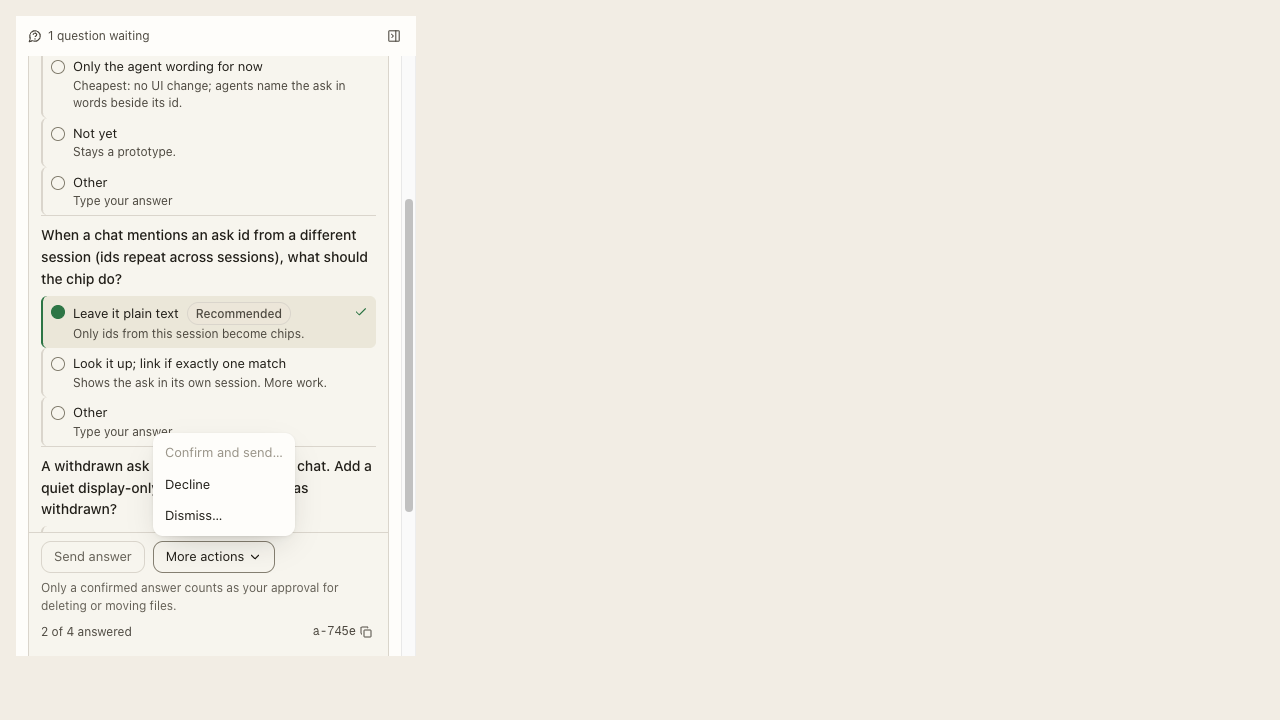 1 question waiting
Only the agent wording for now
Cheapest: no UI change; agents name the ask in
words beside its id.
Not yet
Stays a prototype.
Other
Type your answer
When a chat mentions an ask id from a different
session (ids repeat across sessions), what should
the chip do?
Leave it plain text Recommended
Only ids from this session become chips.
Look it up; link if exactly one match
Shows the ask in its own session. More work.
Other
Type your answer
A withdrawn ask chat. Add a
quiet display-only as
withdrawn?
Confirm and send…
Decline
Dismiss…
Send answer More actions
Only a confirmed answer counts as your approval for
deleting or moving files.
2 of 4 answered a-745e